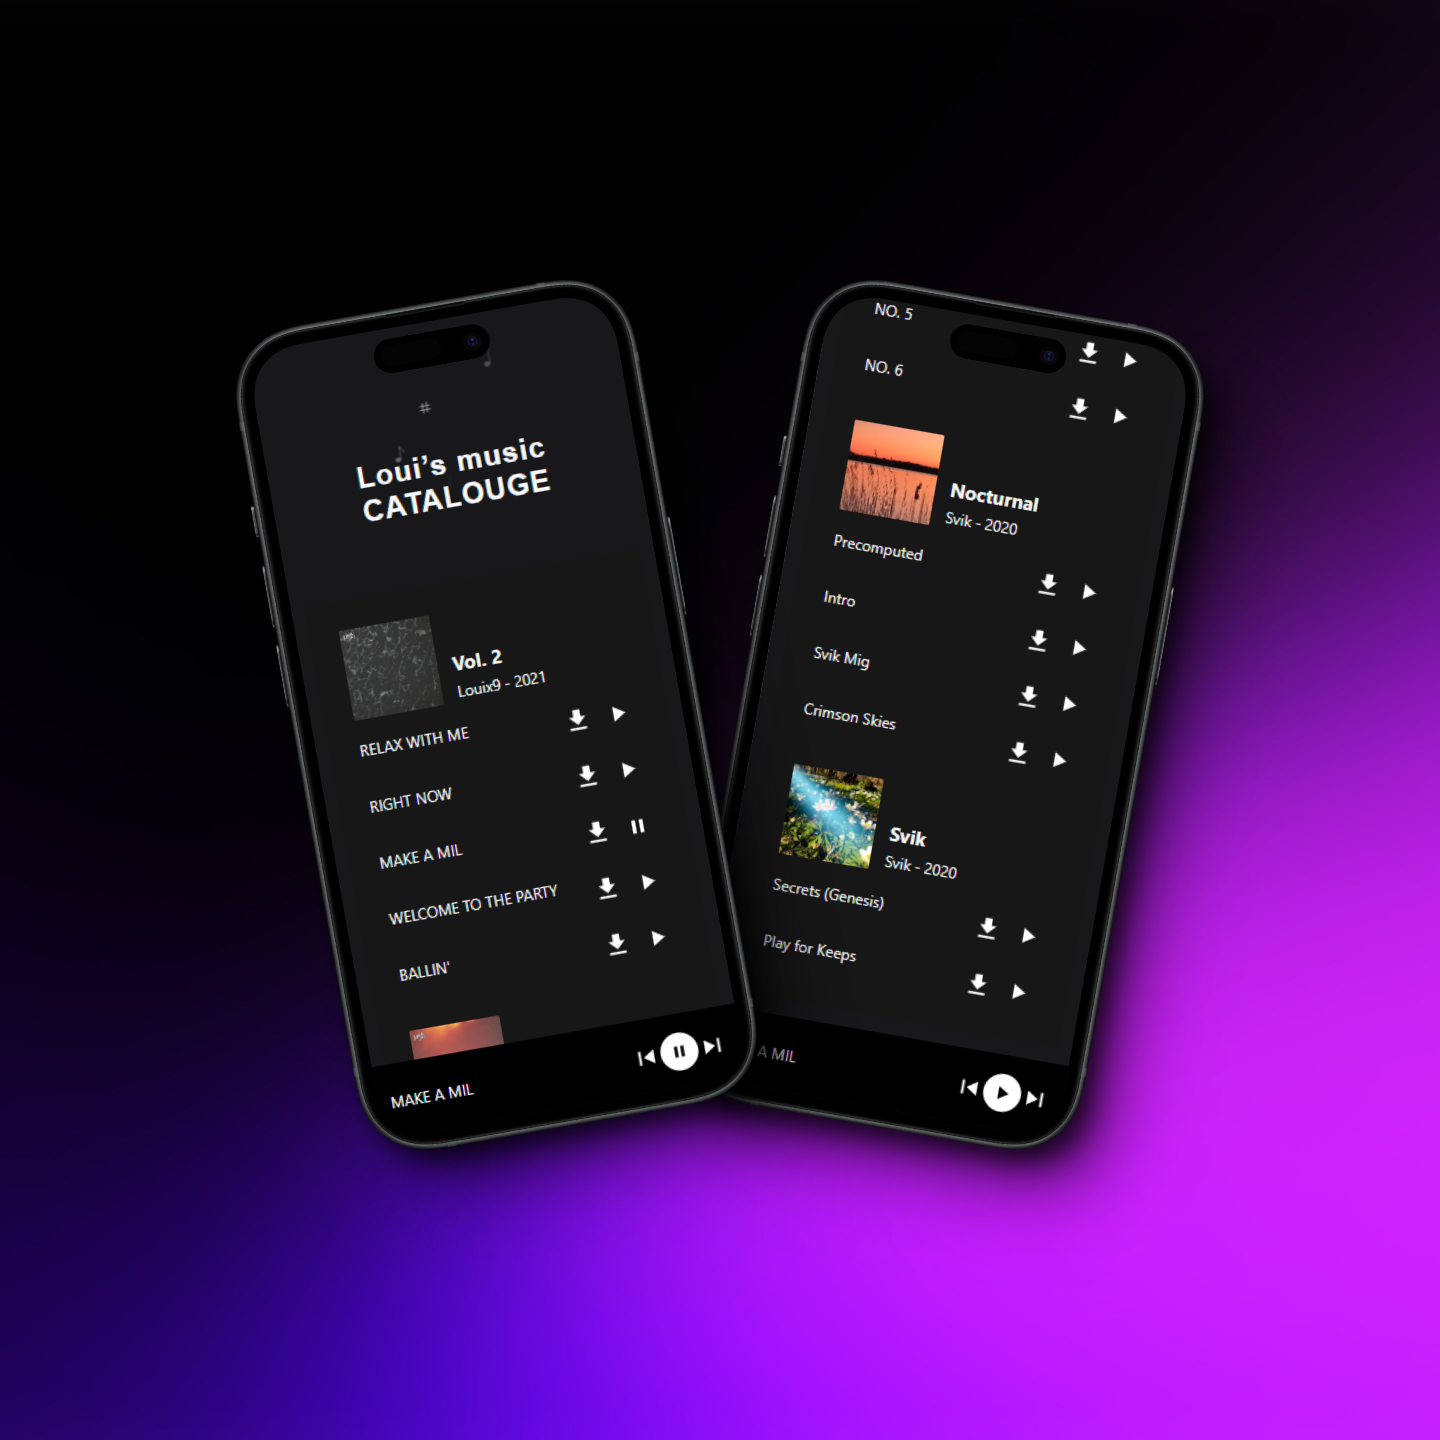 Loui’s music
CATALOUGE
Vol. 2
Louix9 - 2021
RELAX WITH ME
RIGHT NOW
MAKE A MIL
WELCOME TO THE PARTY
BALLIN'
MAKE A MIL
NO. 5
NO. 6
Nocturnal
Svik - 2020
Precomputed
Intro
Svik Mig
Crimson Skies
Svik
Svik - 2020
Secrets (Genesis)
Play for Keeps
A MIL